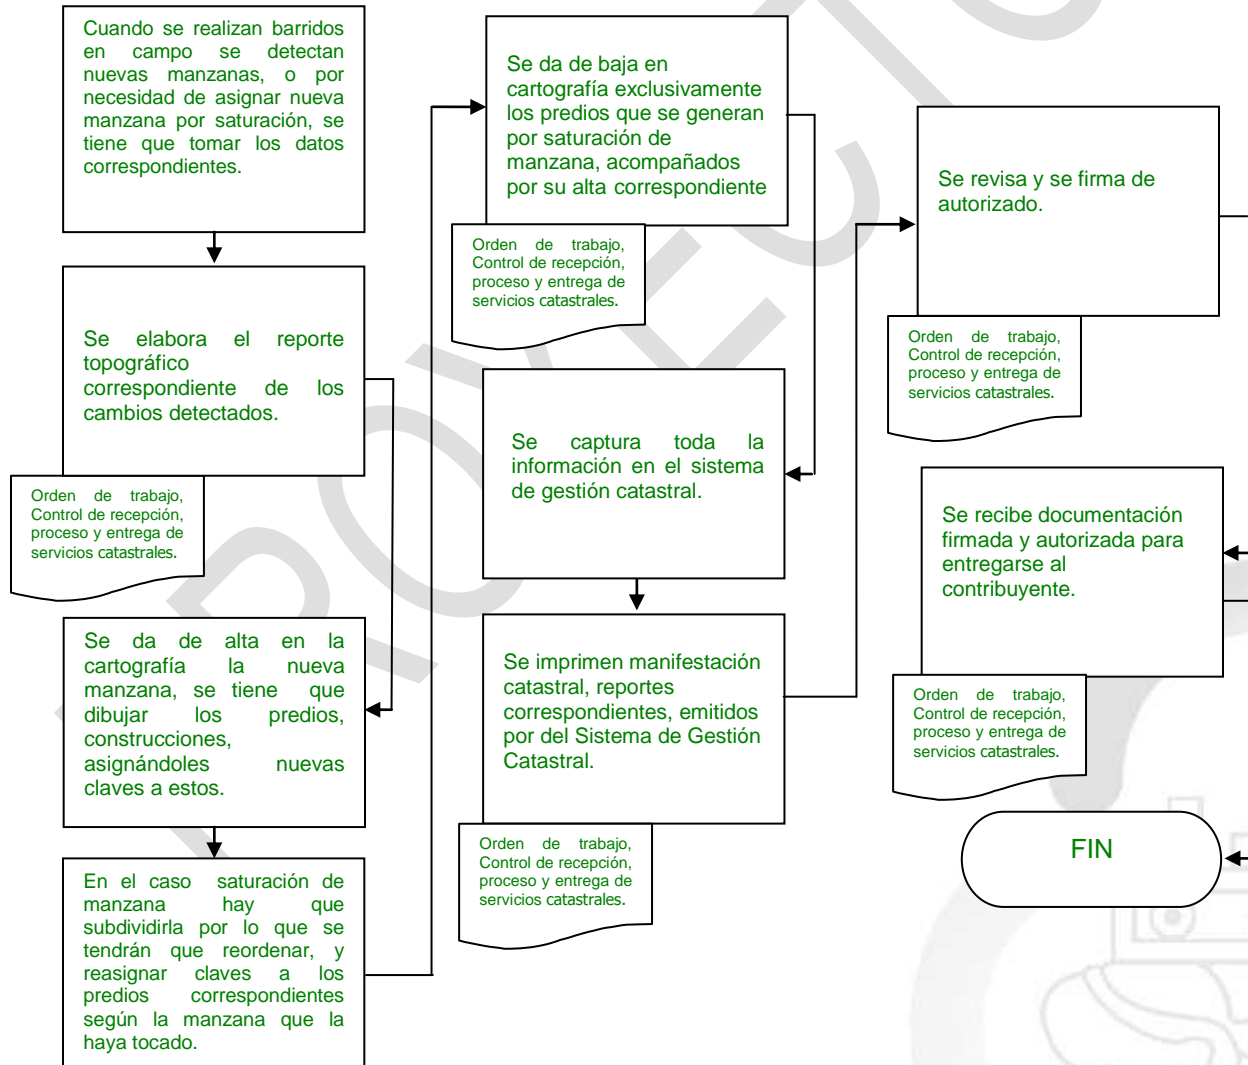 Cuando se realizan barridos
en campo se detectan
nuevas manzanas, o por
necesidad de asignar nueva
manzana por saturación, se
tiene que tomar los datos
correspondientes.
Se elabora el reporte
topográfico
correspondiente de los
cambios detectados.
Orden de trabajo,
Control de recepción,
proceso y entrega de
servicios catastrales.
Se da de alta en la
cartografía la nueva
manzana, se tiene que
dibujar los predios,
construcciones,
asignándoles nuevas
claves a estos.
En el caso saturación de
manzana hay que
subdividirla por lo que se
tendrán que reordenar, y
reasignar claves a los
predios correspondientes
según la manzana que la
haya tocado.
Se da de baja en
cartografía exclusivamente
los predios que se generan
por saturación de
manzana, acompañados
por su alta correspondiente
Orden de trabajo,
Control de recepción,
proceso y entrega de
servicios catastrales.
Se captura toda la
información en el sistema
de gestión catastral.
Se imprimen manifestación
catastral, reportes
correspondientes, emitidos
por del Sistema de Gestión
Catastral.
Orden de trabajo,
Control de recepción,
proceso y entrega de
servicios catastrales.
Se revisa y se firma de
autorizado.
Orden de trabajo,
Control de recepción,
proceso y entrega de
servicios catastrales.
Se recibe documentación
firmada y autorizada para
entregarse al
contribuyente.
Orden de trabajo,
Control de recepción,
proceso y entrega de
servicios catastrales.
FIN
PROYECTO